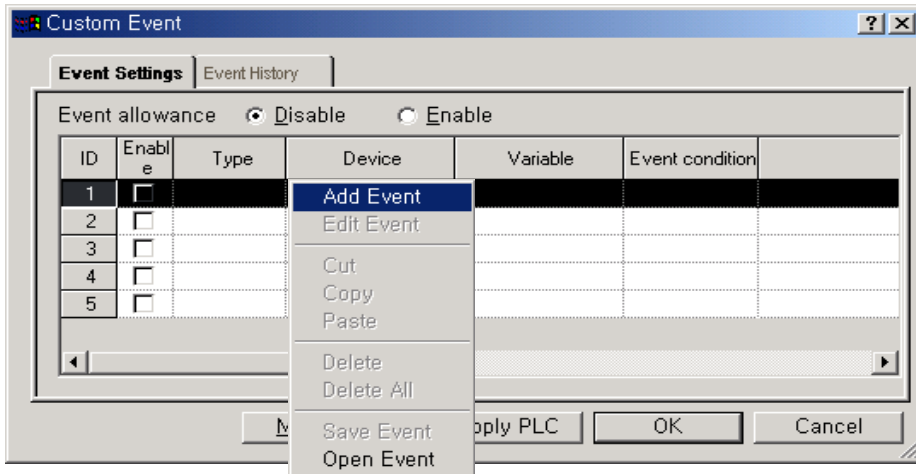 Custom Event
Event Settings Event History
Event allowance Disable Enable
ID Enable Type Device Variable Event condition
1
2
3
4
5
Add Event
Edit Event
Cut
Copy
Paste
Delete
Delete All
Save Event
Open Event
PLC OK Cancel